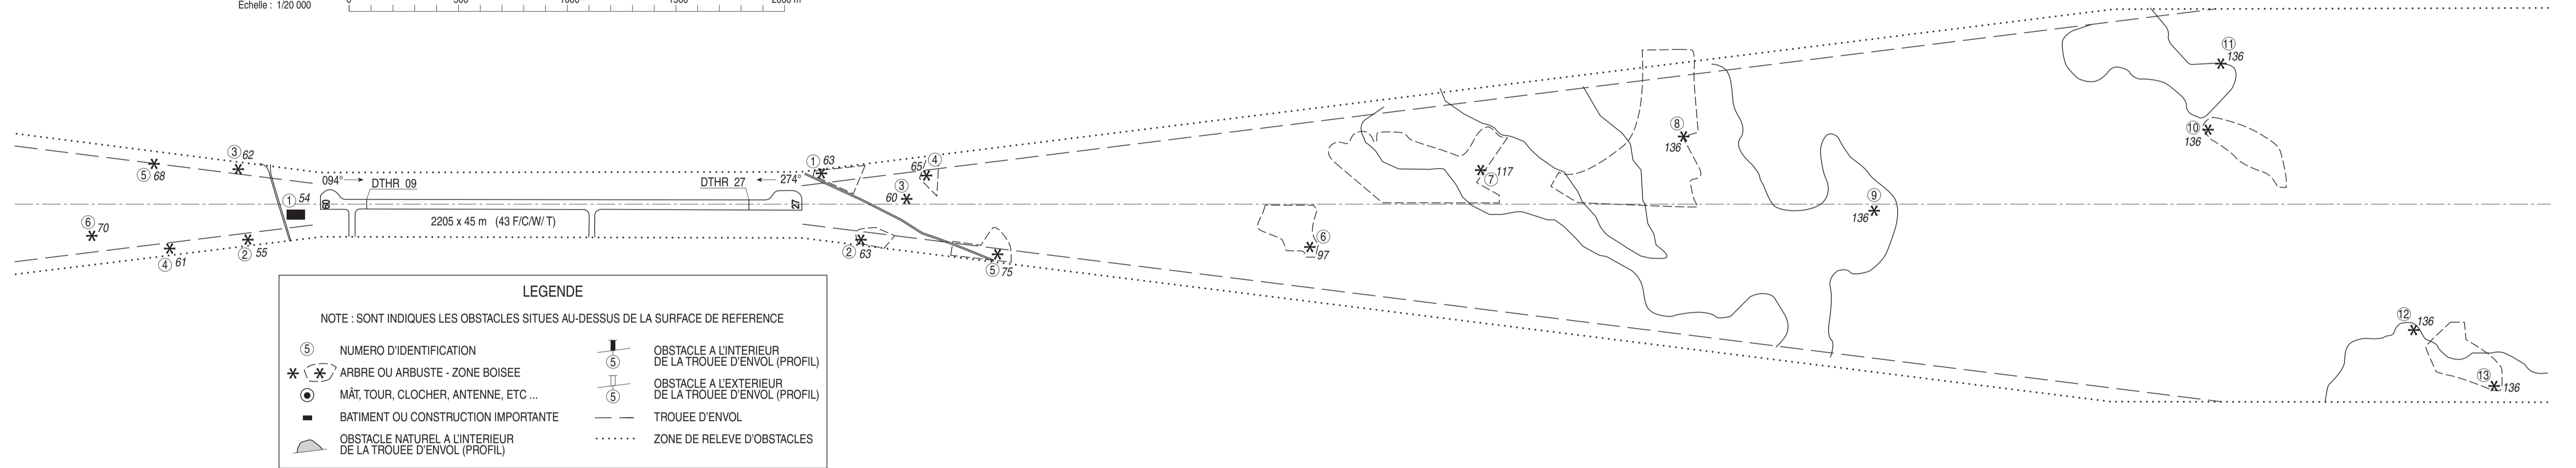 Echelle : 1/20 000
0 500 1000 1500 2000 m
⑪
136
③ 62
① 63
65 ④
⑧
136
⑩
136
⑤ 68
094°
DTHR 09
DTHR 27
274°
③
60
⑦ 117
① 54
09
27
⑨
136
⑥ 70
2205 x 45 m (43 F/C/W/ T)
② 55
④ 61
② 63
⑥
97
⑤ 75
⑫
136
⑬
136
LEGENDE
NOTE : SONT INDIQUES LES OBSTACLES SITUES AU-DESSUS DE LA SURFACE DE REFERENCE
⑤ NUMERO D'IDENTIFICATION
ARBRE OU ARBUSTE - ZONE BOISEE
MÂT, TOUR, CLOCHER, ANTENNE, ETC ...
BATIMENT OU CONSTRUCTION IMPORTANTE
OBSTACLE NATUREL A L'INTERIEUR
DE LA TROUEE D'ENVOL (PROFIL)
OBSTACLE A L'INTERIEUR
⑤ DE LA TROUEE D'ENVOL (PROFIL)
OBSTACLE A L'EXTERIEUR
⑤ DE LA TROUEE D'ENVOL (PROFIL)
TROUEE D'ENVOL
ZONE DE RELEVE D'OBSTACLES